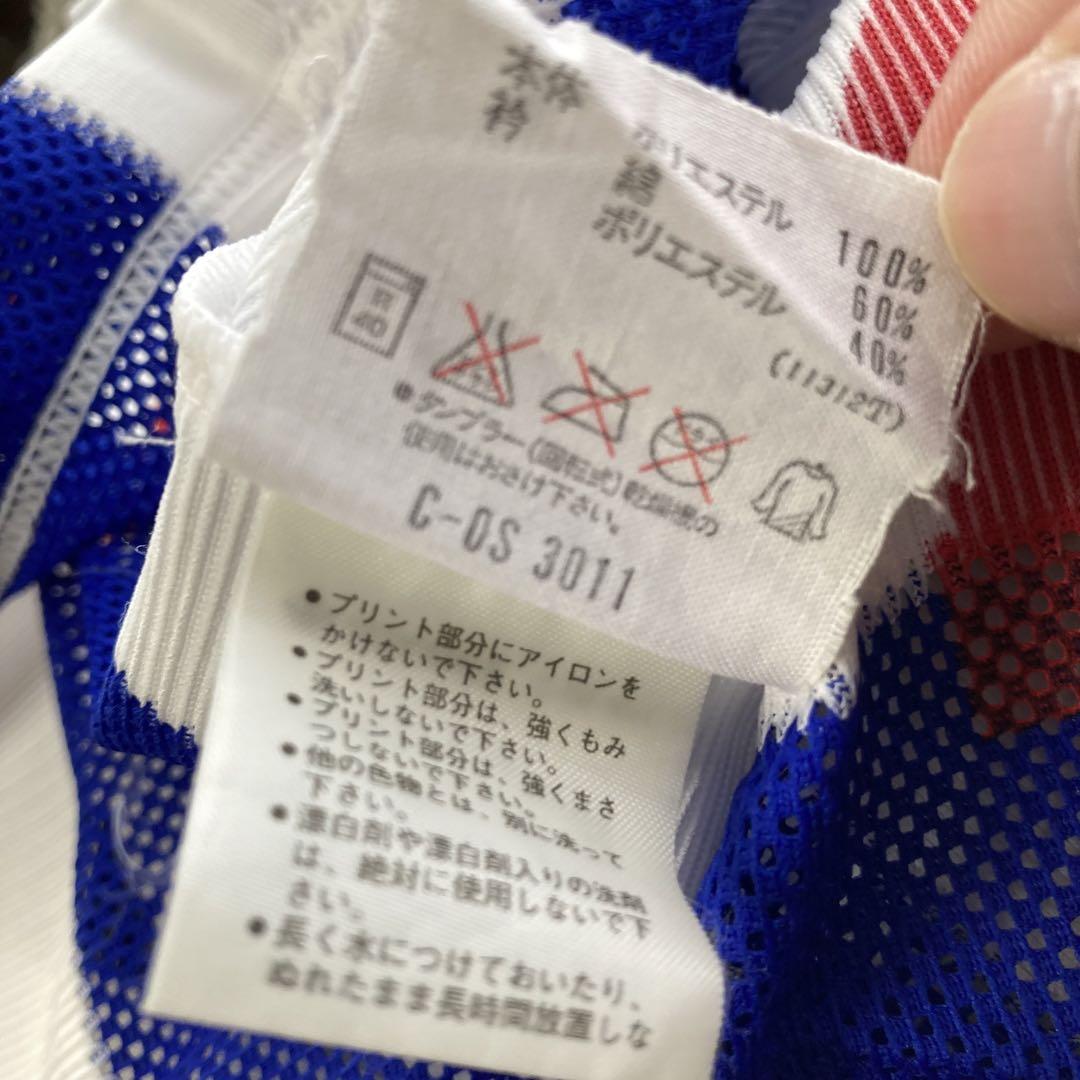 本体 ポリエステル 100%
衿 綿 60%
ポリエステル 40%
(11312T)
40
●タンブラー(回転式)乾燥機の
使用はおさけ下さい。
C-OS 3011
●プリント部分にアイロンを
かけないで下さい。
●プリント部分は、強くもみ
洗いしないで下さい。
●プリント部分は、強くまさ
つしないで下さい。
●他の色物とは、別に洗って
下さい。
●漂白剤や漂白剤入りの洗剤
は、絶対に使用しないで下
さい。
●長く水につけておいたり、
ぬれたまま長時間放置しな